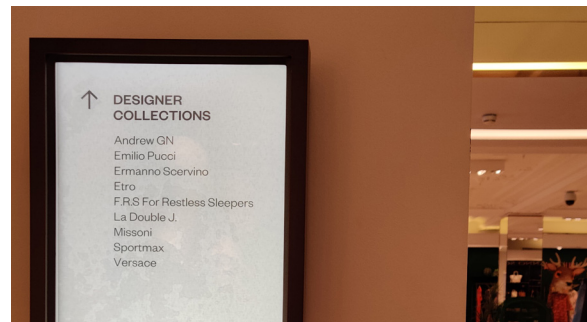 ↑ DESIGNER
COLLECTIONS
Andrew GN
Emilio Pucci
Ermanno Scervino
Etro
F.R.S For Restless Sleepers
La Double J.
Missoni
Sportmax
Versace